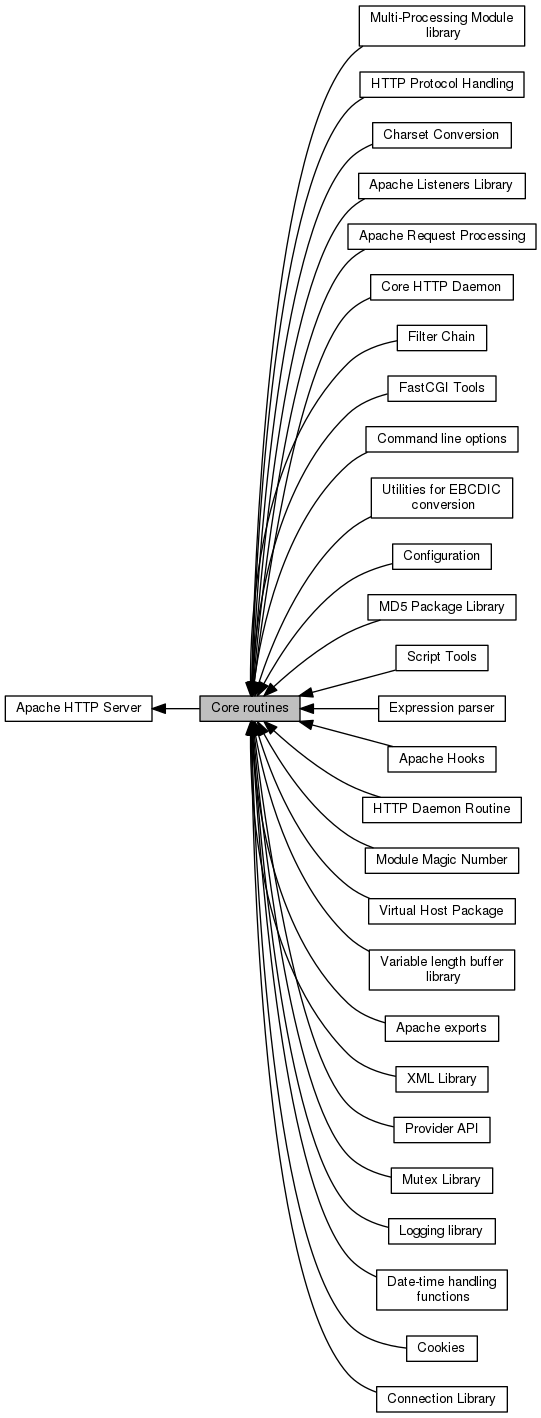 Multi-Processing Module
library
HTTP Protocol Handling
Charset Conversion
Apache Listeners Library
Apache Request Processing
Core HTTP Daemon
Filter Chain
FastCGI Tools
Command line options
Utilities for EBCDIC
conversion
Configuration
MD5 Package Library
Script Tools
Apache HTTP Server
Core routines
Expression parser
Apache Hooks
HTTP Daemon Routine
Module Magic Number
Virtual Host Package
Variable length buffer
library
Apache exports
XML Library
Provider API
Mutex Library
Logging library
Date-time handling
functions
Cookies
Connection Library